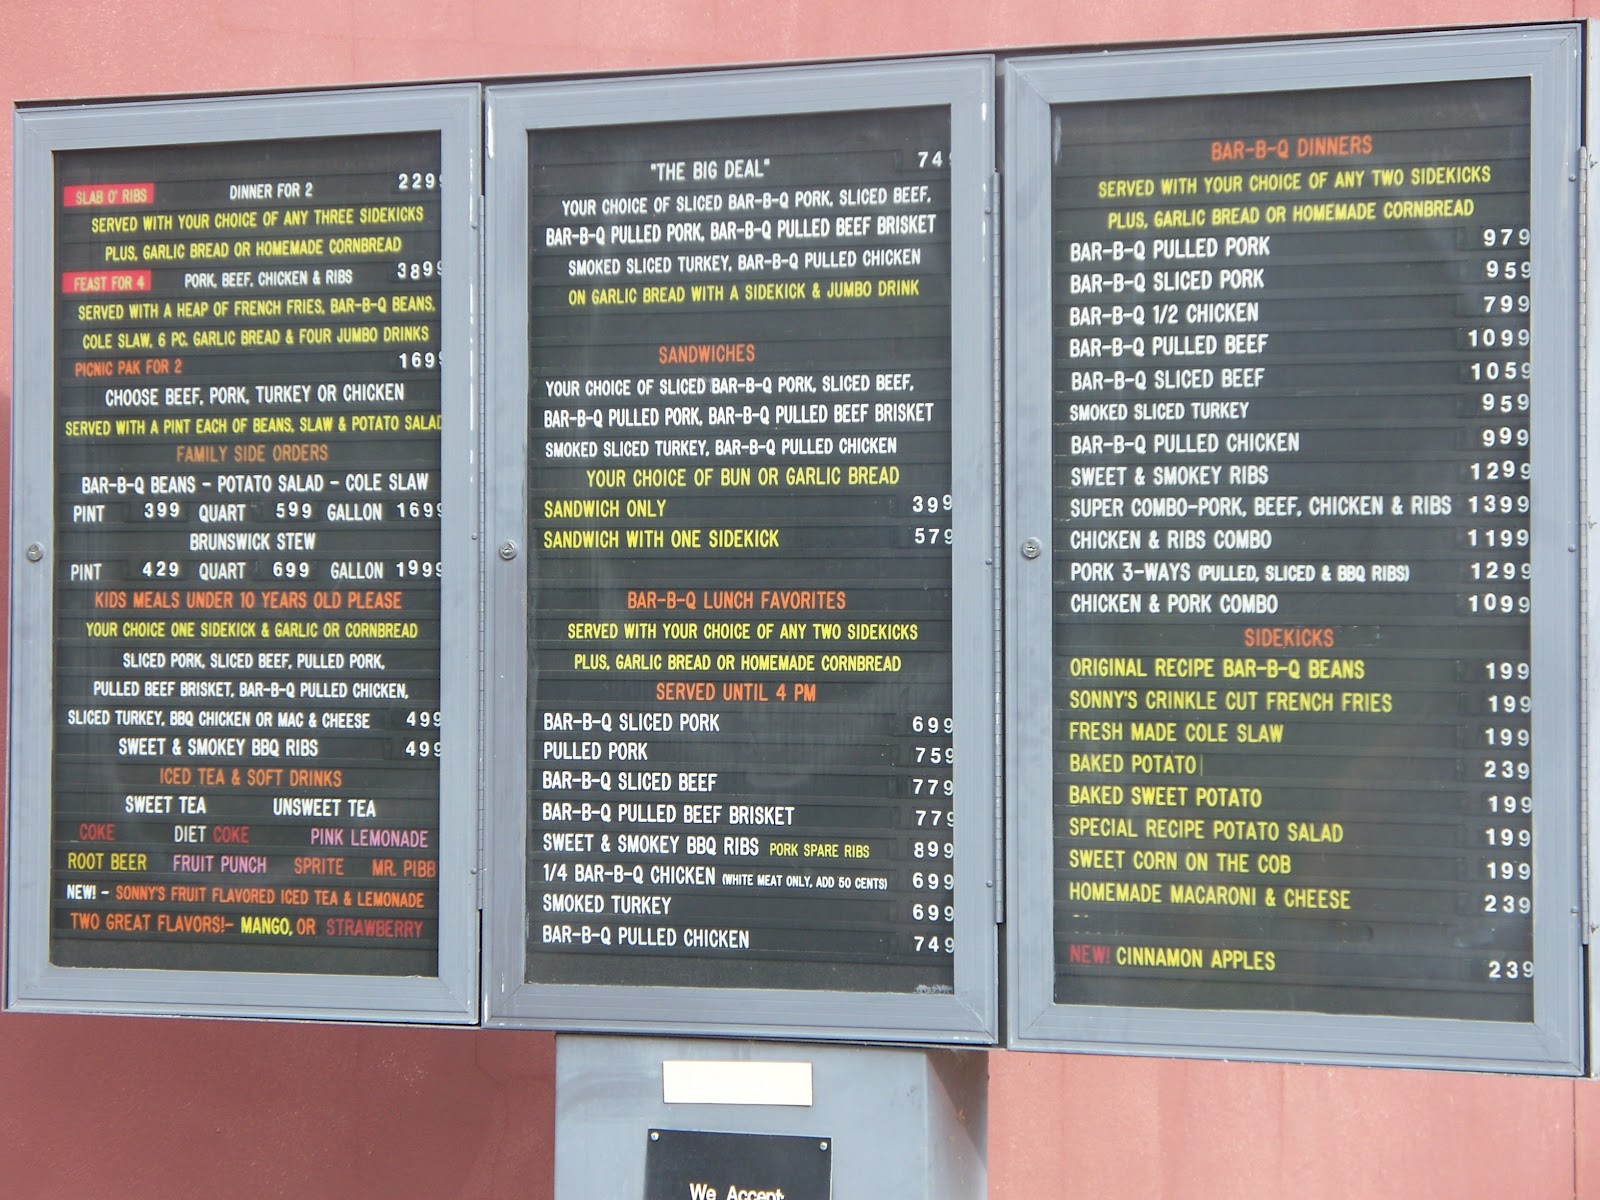 SLAB O' RIBS DINNER FOR 2 2299
SERVED WITH YOUR CHOICE OF ANY THREE SIDEKICKS
PLUS, GARLIC BREAD OR HOMEMADE CORNBREAD
FEAST FOR 4 PORK, BEEF, CHICKEN & RIBS 3899
SERVED WITH A HEAP OF FRENCH FRIES, BAR-B-Q BEANS,
COLE SLAW, 6 PC. GARLIC BREAD & FOUR JUMBO DRINKS
PICNIC PAK FOR 2 1699
CHOOSE BEEF, PORK, TURKEY OR CHICKEN
SERVED WITH A PINT EACH OF BEANS, SLAW & POTATO SALAD
FAMILY SIDE ORDERS
BAR-B-Q BEANS - POTATO SALAD - COLE SLAW
PINT 399 QUART 599 GALLON 1699
BRUNSWICK STEW
PINT 429 QUART 699 GALLON 1999
KIDS MEALS UNDER 10 YEARS OLD PLEASE
YOUR CHOICE ONE SIDEKICK & GARLIC OR CORNBREAD
SLICED PORK, SLICED BEEF, PULLED PORK,
PULLED BEEF BRISKET, BAR-B-Q PULLED CHICKEN,
SLICED TURKEY, BBQ CHICKEN OR MAC & CHEESE 499
SWEET & SMOKEY BBQ RIBS 499
ICED TEA & SOFT DRINKS
SWEET TEA UNSWEET TEA
COKE DIET COKE PINK LEMONADE
ROOT BEER FRUIT PUNCH SPRITE MR. PIBB
NEW! - SONNY'S FRUIT FLAVORED ICED TEA & LEMONADE
TWO GREAT FLAVORS!- MANGO, OR STRAWBERRY
"THE BIG DEAL" 749
YOUR CHOICE OF SLICED BAR-B-Q PORK, SLICED BEEF,
BAR-B-Q PULLED PORK, BAR-B-Q PULLED BEEF BRISKET
SMOKED SLICED TURKEY, BAR-B-Q PULLED CHICKEN
ON GARLIC BREAD WITH A SIDEKICK & JUMBO DRINK
SANDWICHES
YOUR CHOICE OF SLICED BAR-B-Q PORK, SLICED BEEF,
BAR-B-Q PULLED PORK, BAR-B-Q PULLED BEEF BRISKET
SMOKED SLICED TURKEY, BAR-B-Q PULLED CHICKEN
YOUR CHOICE OF BUN OR GARLIC BREAD
SANDWICH ONLY 399
SANDWICH WITH ONE SIDEKICK 579
BAR-B-Q LUNCH FAVORITES
SERVED WITH YOUR CHOICE OF ANY TWO SIDEKICKS
PLUS, GARLIC BREAD OR HOMEMADE CORNBREAD
SERVED UNTIL 4 PM
BAR-B-Q SLICED PORK 699
PULLED PORK 759
BAR-B-Q SLICED BEEF 779
BAR-B-Q PULLED BEEF BRISKET 779
SWEET & SMOKEY BBQ RIBS PORK SPARE RIBS 899
1/4 BAR-B-Q CHICKEN (WHITE MEAT ONLY, ADD 50 CENTS) 699
SMOKED TURKEY 699
BAR-B-Q PULLED CHICKEN 749
BAR-B-Q DINNERS
SERVED WITH YOUR CHOICE OF ANY TWO SIDEKICKS
PLUS, GARLIC BREAD OR HOMEMADE CORNBREAD
BAR-B-Q PULLED PORK 979
BAR-B-Q SLICED PORK 959
BAR-B-Q 1/2 CHICKEN 799
BAR-B-Q PULLED BEEF 1099
BAR-B-Q SLICED BEEF 1059
SMOKED SLICED TURKEY 959
BAR-B-Q PULLED CHICKEN 999
SWEET & SMOKEY RIBS 1299
SUPER COMBO-PORK, BEEF, CHICKEN & RIBS 1399
CHICKEN & RIBS COMBO 1199
PORK 3-WAYS (PULLED, SLICED & BBQ RIBS) 1299
CHICKEN & PORK COMBO 1099
SIDEKICKS
ORIGINAL RECIPE BAR-B-Q BEANS 199
SONNY'S CRINKLE CUT FRENCH FRIES 199
FRESH MADE COLE SLAW 199
BAKED POTATO 239
BAKED SWEET POTATO 199
SPECIAL RECIPE POTATO SALAD 199
SWEET CORN ON THE COB 199
HOMEMADE MACARONI & CHEESE 239
NEW! CINNAMON APPLES 239
We Accept: